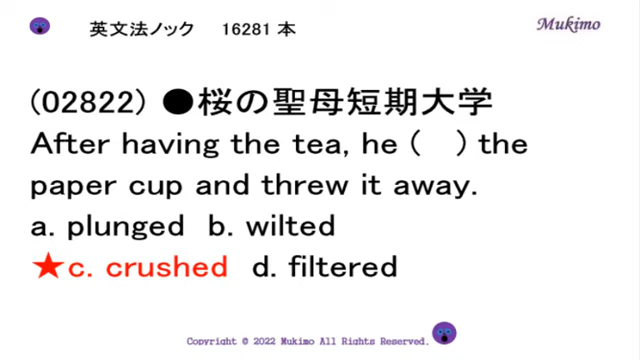 英文法ノック 16281 本 Mukimo
(02822) ●桜の聖母短期大学
After having the tea, he ( ) the
paper cup and threw it away.
a. plunged b. wilted
★c. crushed d. filtered
Copyright © 2022 Mukimo All Rights Reserved.